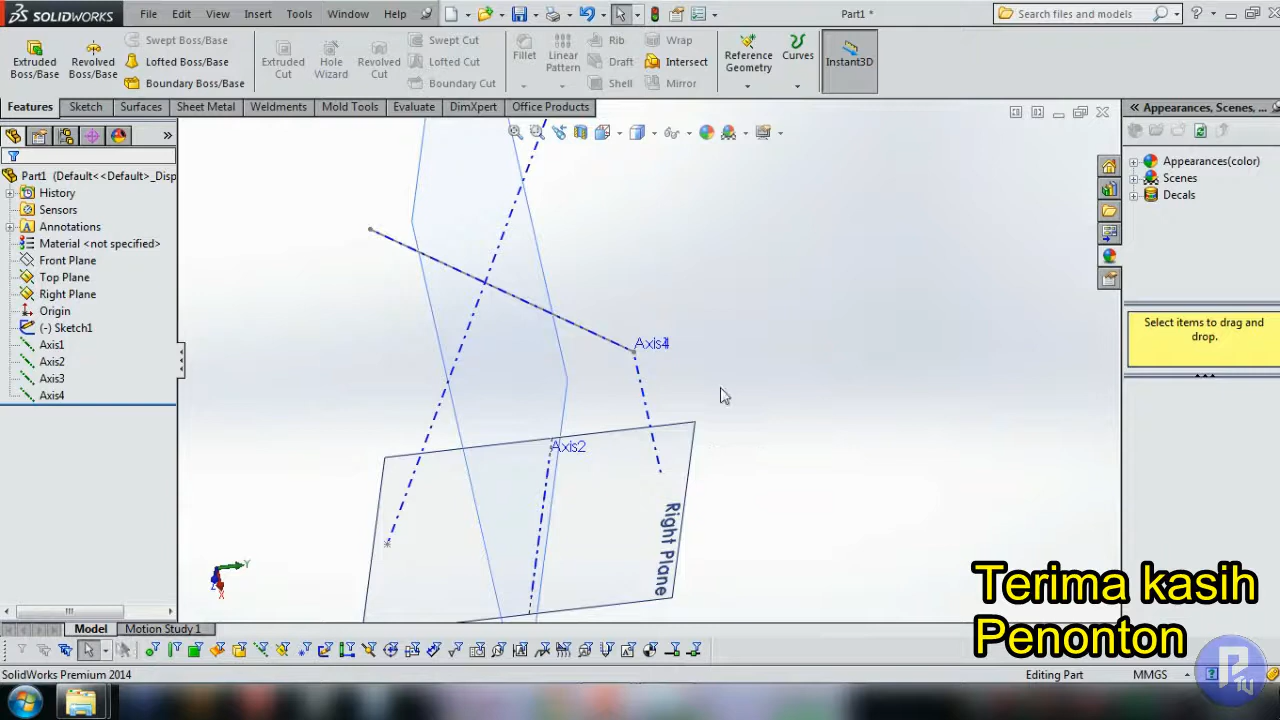 SOLIDWORKS File Edit View Insert Tools Window Help Part1 * Search files and models
Extruded Boss/Base
Revolved Boss/Base
Swept Boss/Base
Lofted Boss/Base
Boundary Boss/Base
Extruded Cut
Hole Wizard
Revolved Cut
Swept Cut
Lofted Cut
Boundary Cut
Fillet
Linear Pattern
Rib
Draft
Shell
Wrap
Intersect
Mirror
Reference Geometry
Curves
Instant3D
Features Sketch Surfaces Sheet Metal Weldments Mold Tools Evaluate DimXpert Office Products
Appearances, Scenes,
Part1 (Default<<Default>_Disp
History
Sensors
Annotations
Material <not specified>
Front Plane
Top Plane
Right Plane
Origin
(-) Sketch1
Axis1
Axis2
Axis3
Axis4
Axis2
Right Plane
Y
X
Appearances(color)
Scenes
Decals
Select items to drag and drop.
Terima kasih
Penonton
Model Motion Study 1
SolidWorks Premium 2014 Editing Part MMGS